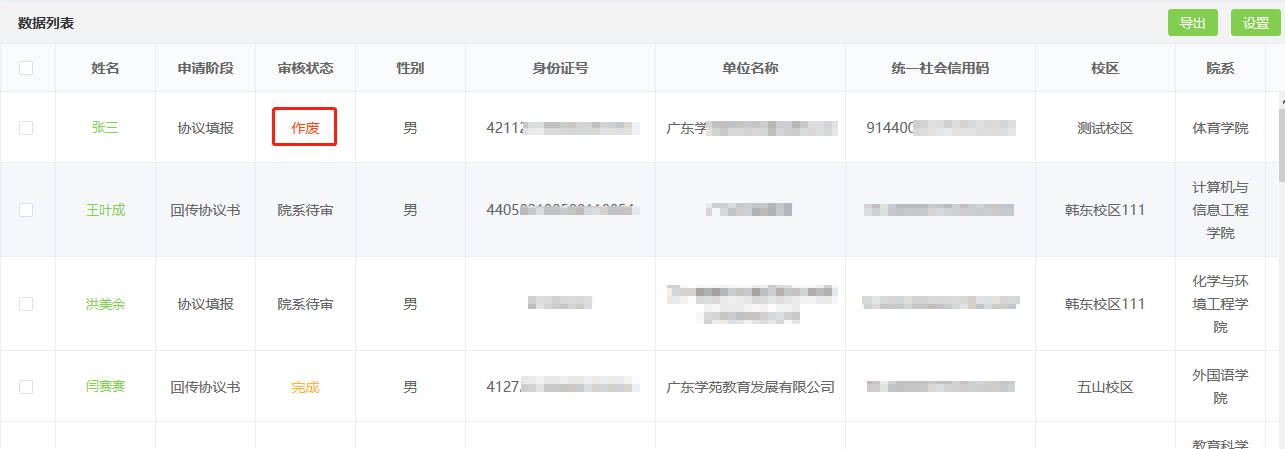 数据列表
导出
设置
姓名
申请阶段
审核状态
性别
身份证号
单位名称
统一社会信用码
校区
院系
张三
协议填报
作废
男
42112
广东学
914400
测试校区
体育学院
王叶成
回传协议书
院系待审
男
韩东校区111
计算机与
信息工程
学院
洪美余
协议填报
院系待审
男
韩东校区111
化学与环
境工程学
院
闫赛赛
回传协议书
完成
男
4127
广东学苑教育发展有限公司
五山校区
外国语学
院
教育科学